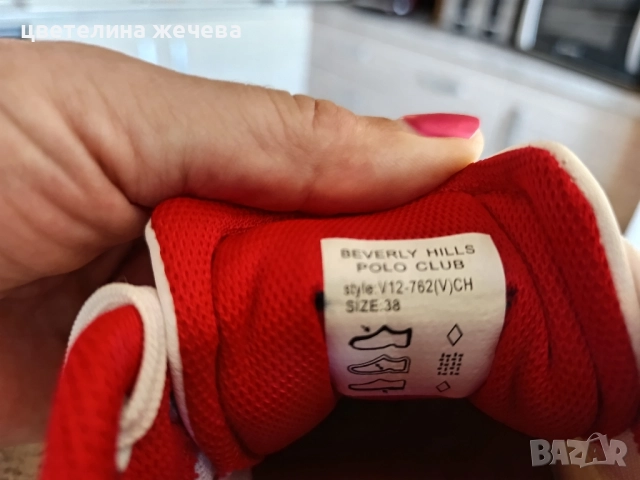 цветелина жечева
BEVERLY HILLS
POLO CLUB
style:V12-762(V)CH
SIZE:38
BAZAR